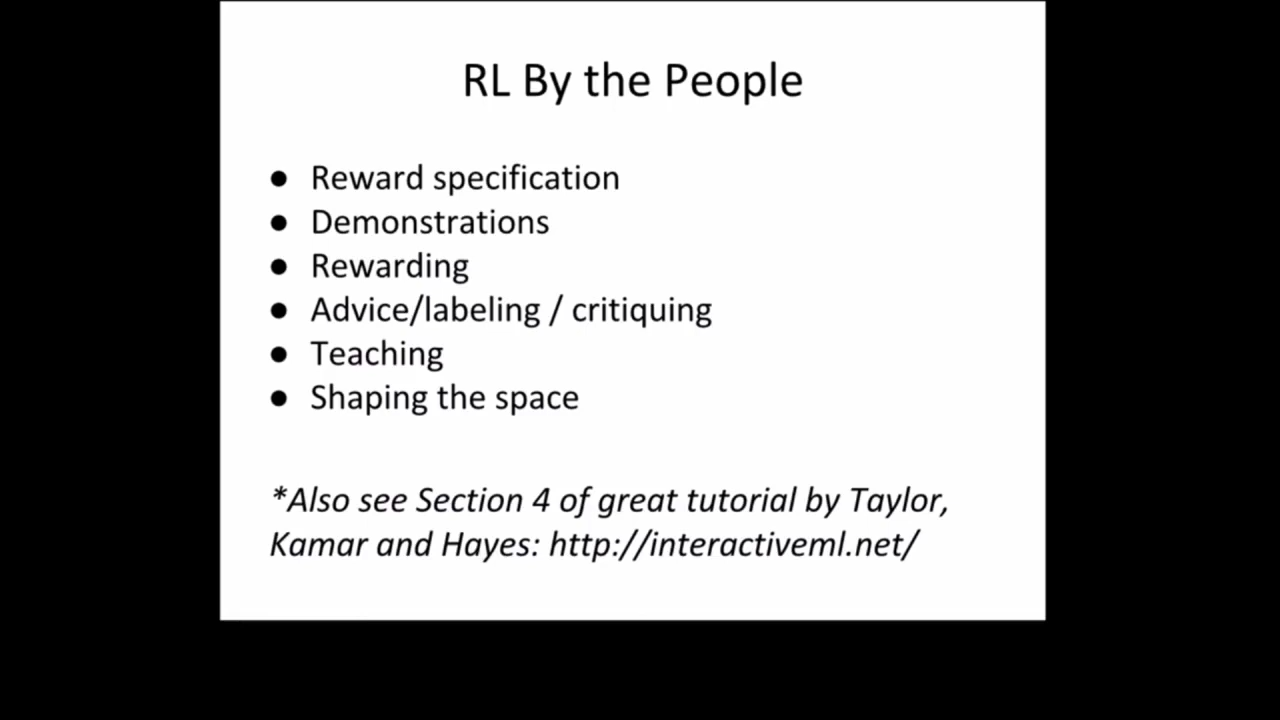 RL By the People
● Reward specification
● Demonstrations
● Rewarding
● Advice/labeling / critiquing
● Teaching
● Shaping the space
*Also see Section 4 of great tutorial by Taylor,
Kamar and Hayes: http://interactiveml.net/